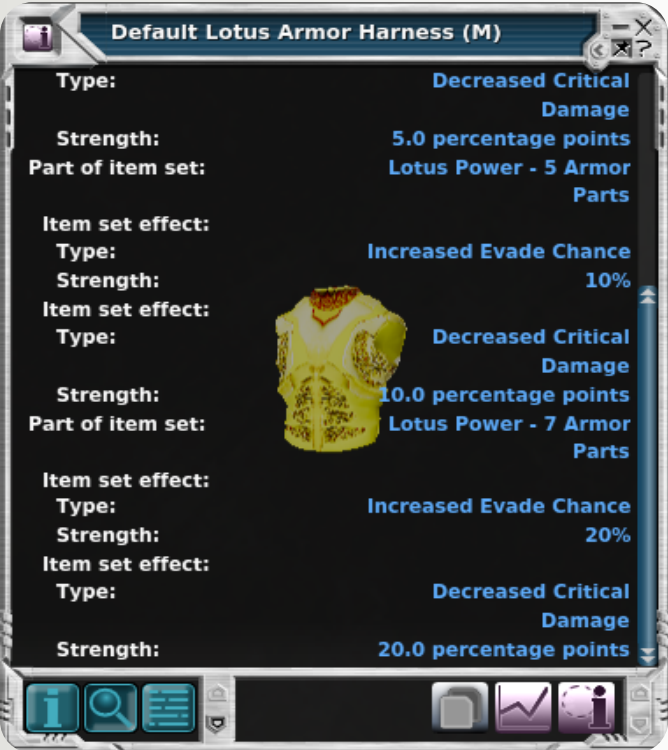 Default Lotus Armor Harness (M)
Type: Decreased Critical
Damage
Strength: 5.0 percentage points
Part of item set: Lotus Power - 5 Armor
Parts
Item set effect:
Type: Increased Evade Chance
Strength: 10%
Item set effect:
Type: Decreased Critical
Damage
Strength: 10.0 percentage points
Part of item set: Lotus Power - 7 Armor
Parts
Item set effect:
Type: Increased Evade Chance
Strength: 20%
Item set effect:
Type: Decreased Critical
Damage
Strength: 20.0 percentage points